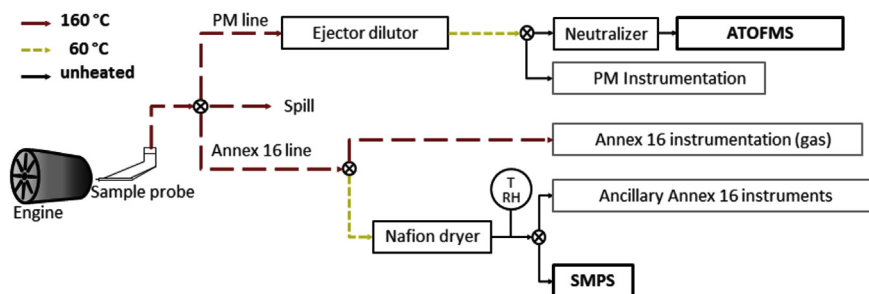 160 °C
60 °C
unheated
PM line
Ejector dilutor
Neutralizer
ATOFMS
PM Instrumentation
Spill
Annex 16 line
Annex 16 instrumentation (gas)
Sample probe
Engine
T
RH
Ancillary Annex 16 instruments
Nafion dryer
SMPS